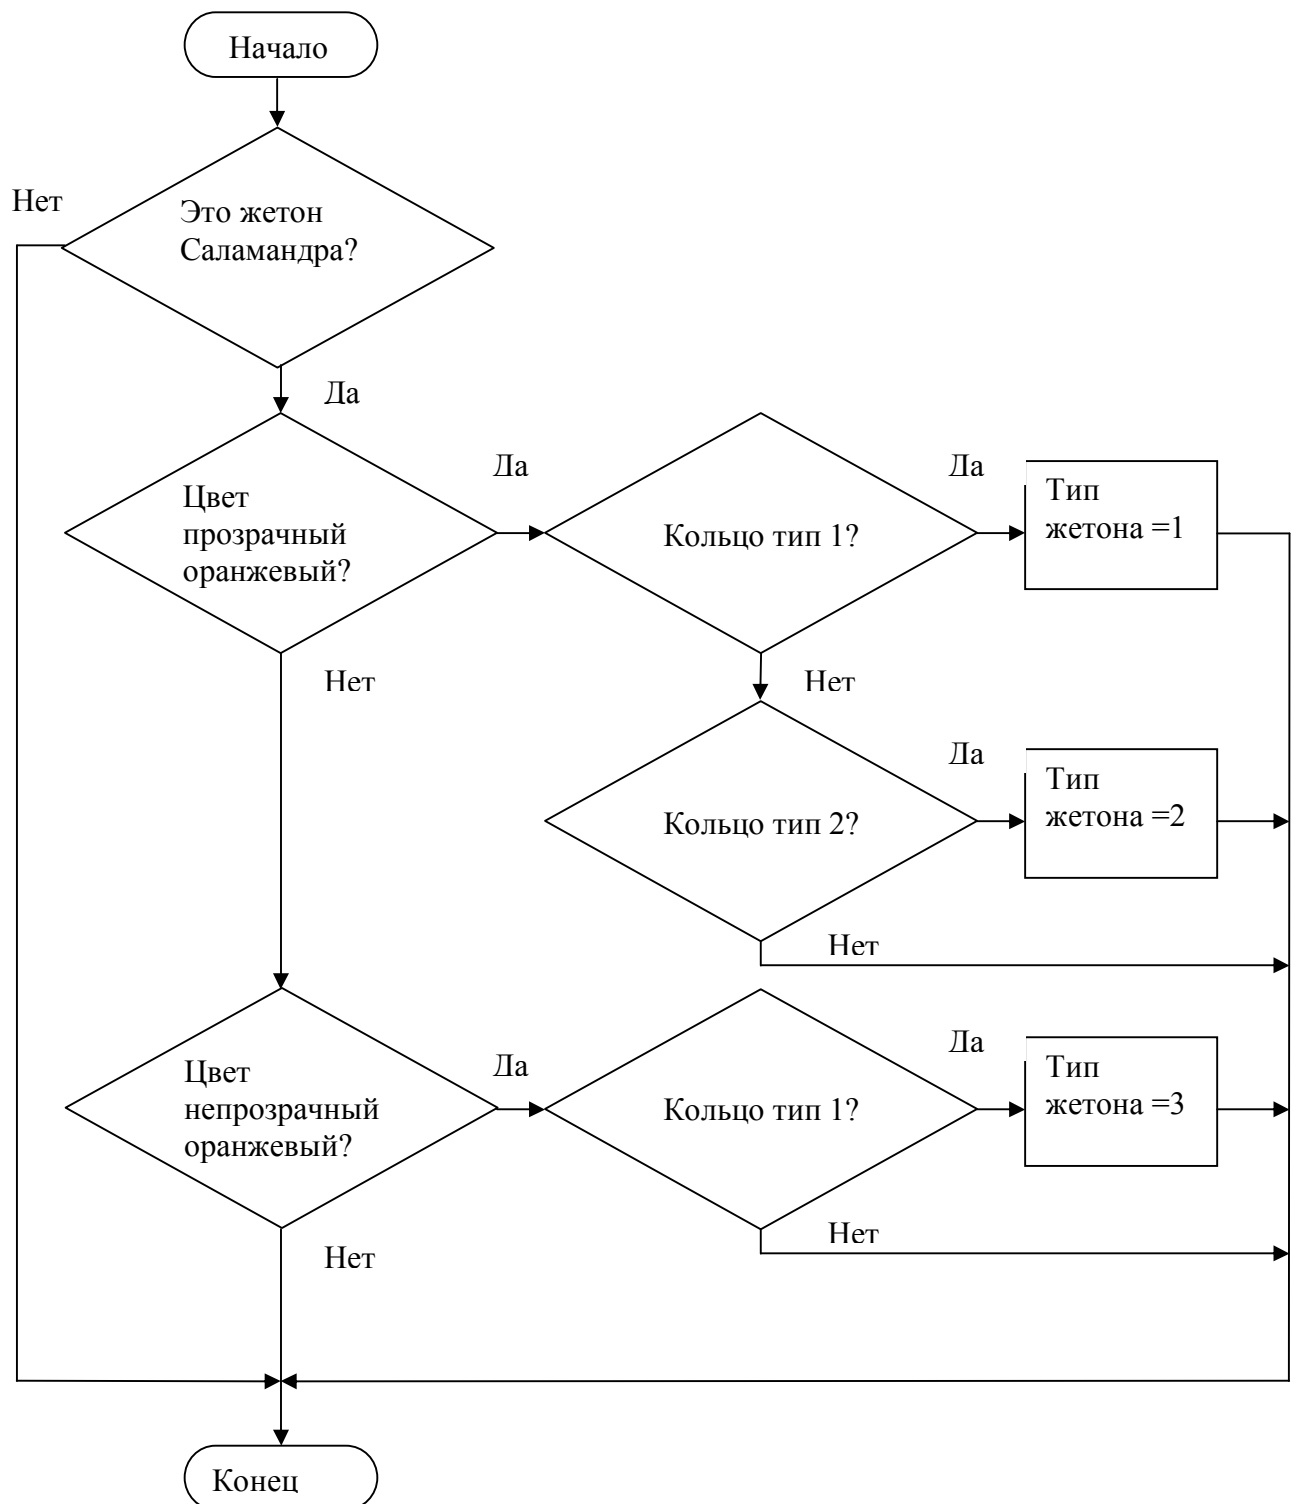 Начало
Нет
Это жетон
Саламандра?
Да
Цвет
прозрачный
оранжевый?
Да
Кольцо тип 1?
Да
Тип
жетона =1
Нет
Нет
Кольцо тип 2?
Да
Тип
жетона =2
Нет
Цвет
непрозрачный
оранжевый?
Да
Кольцо тип 1?
Да
Тип
жетона =3
Нет
Нет
Конец